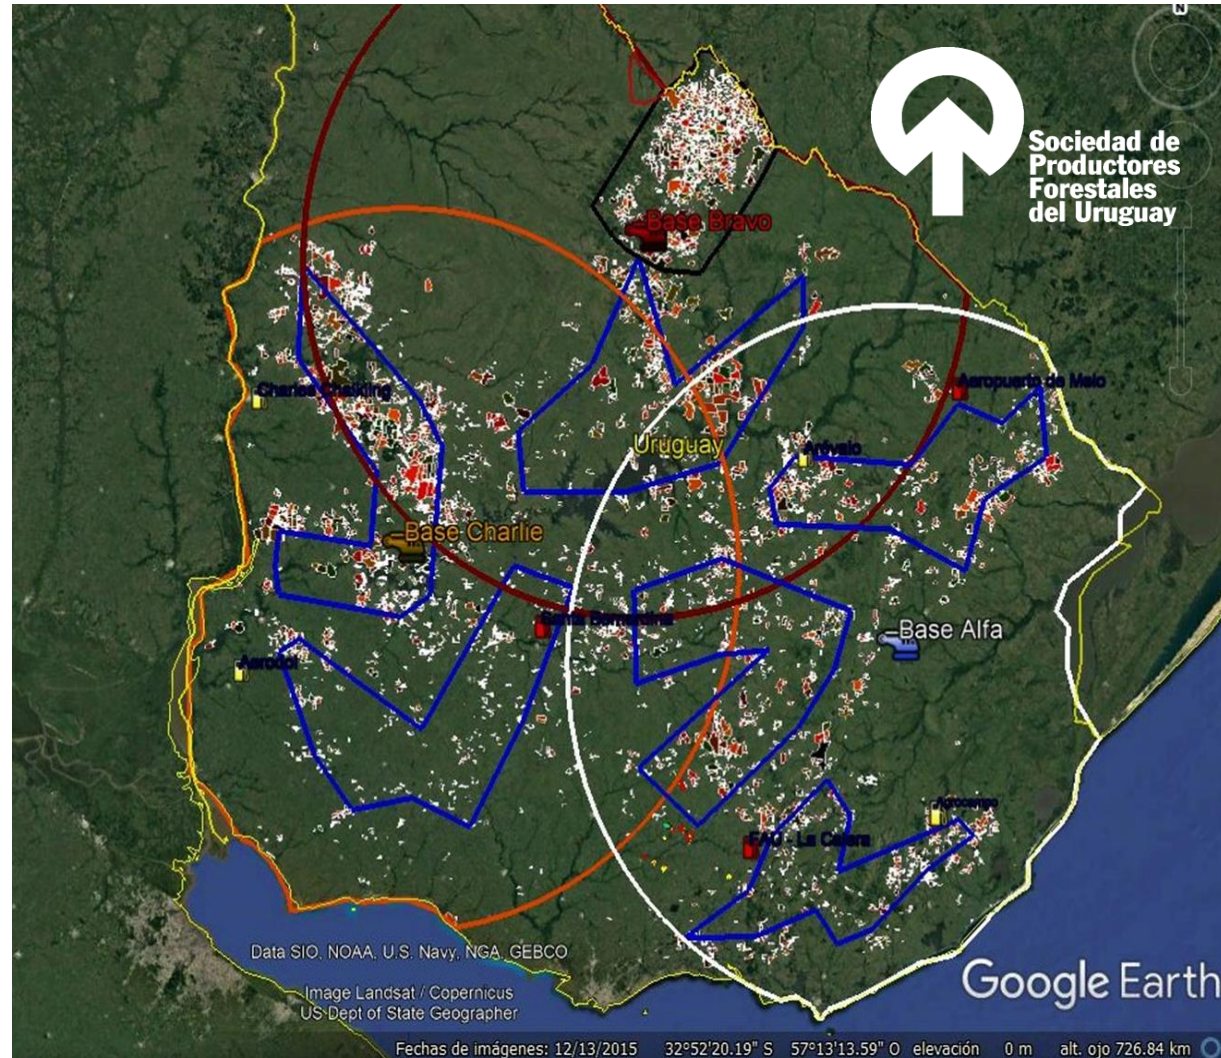 N
Sociedad de
Productores
Forestales
del Uruguay
Base Bravo
Aeropuerto de Melo
Uruguay
Arévalo
Base Charlie
Base Alfa
FAU - La Calera
Agrocampo
Data SIO, NOAA, U.S. Navy, NGA, GEBCO
Image Landsat / Copernicus
US Dept of State Geographer
Google Earth
Fechas de imágenes: 12/13/2015 32°52'20.19" S 57°13'13.59" O elevación 0 m alt. ojo 726.84 km